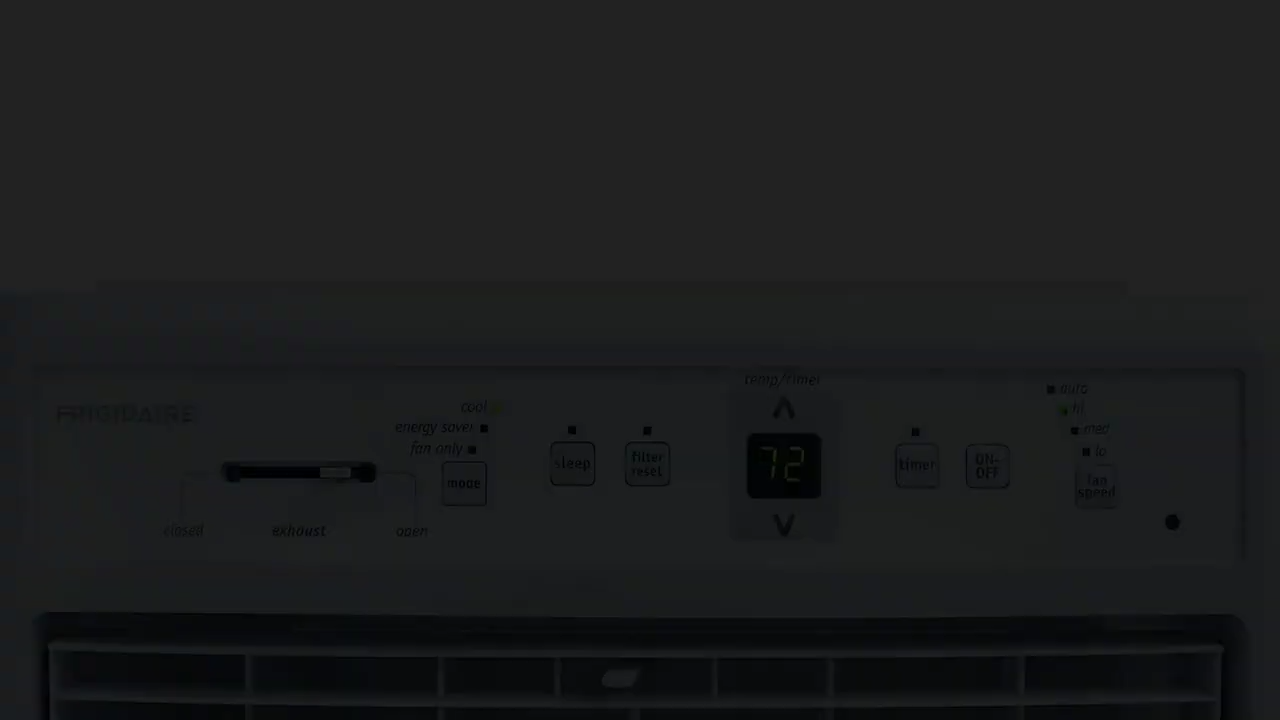 FRIGIDAIRE
closed
exhaust
open
cool
energy saver
fan only
mode
sleep
filter
reset
temp/timer
72
timer
ON-
OFF
auto
hi
med
lo
fan
speed